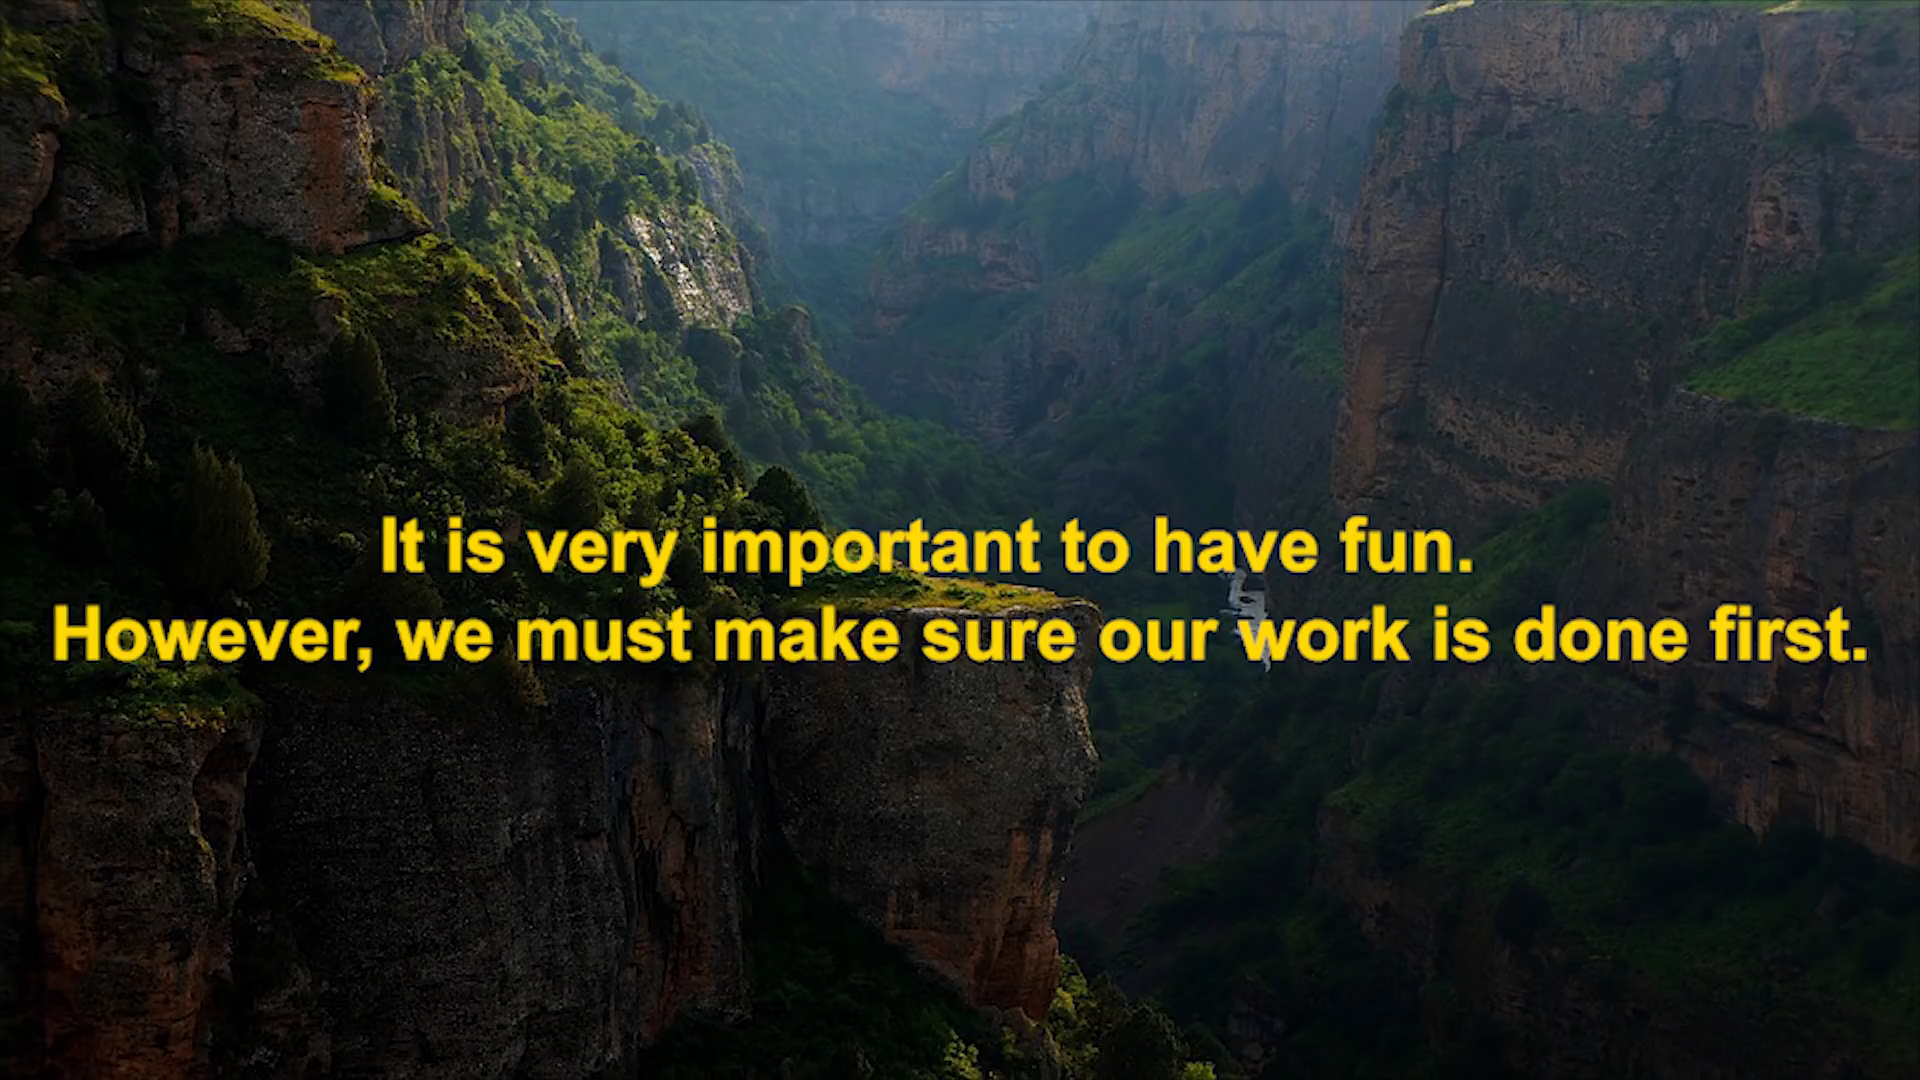 It is very important to have fun.
However, we must make sure our work is done first.